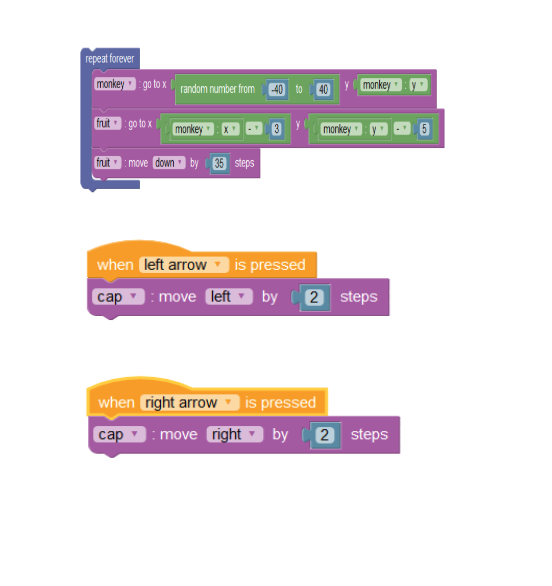 repeat forever
monkey : go to x random number from -40 to 40 y monkey : y
fruit : go to x monkey : x - 3 y monkey : y - 5
fruit : move down by 35 steps
when left arrow is pressed
cap : move left by 2 steps
when right arrow is pressed
cap : move right by 2 steps